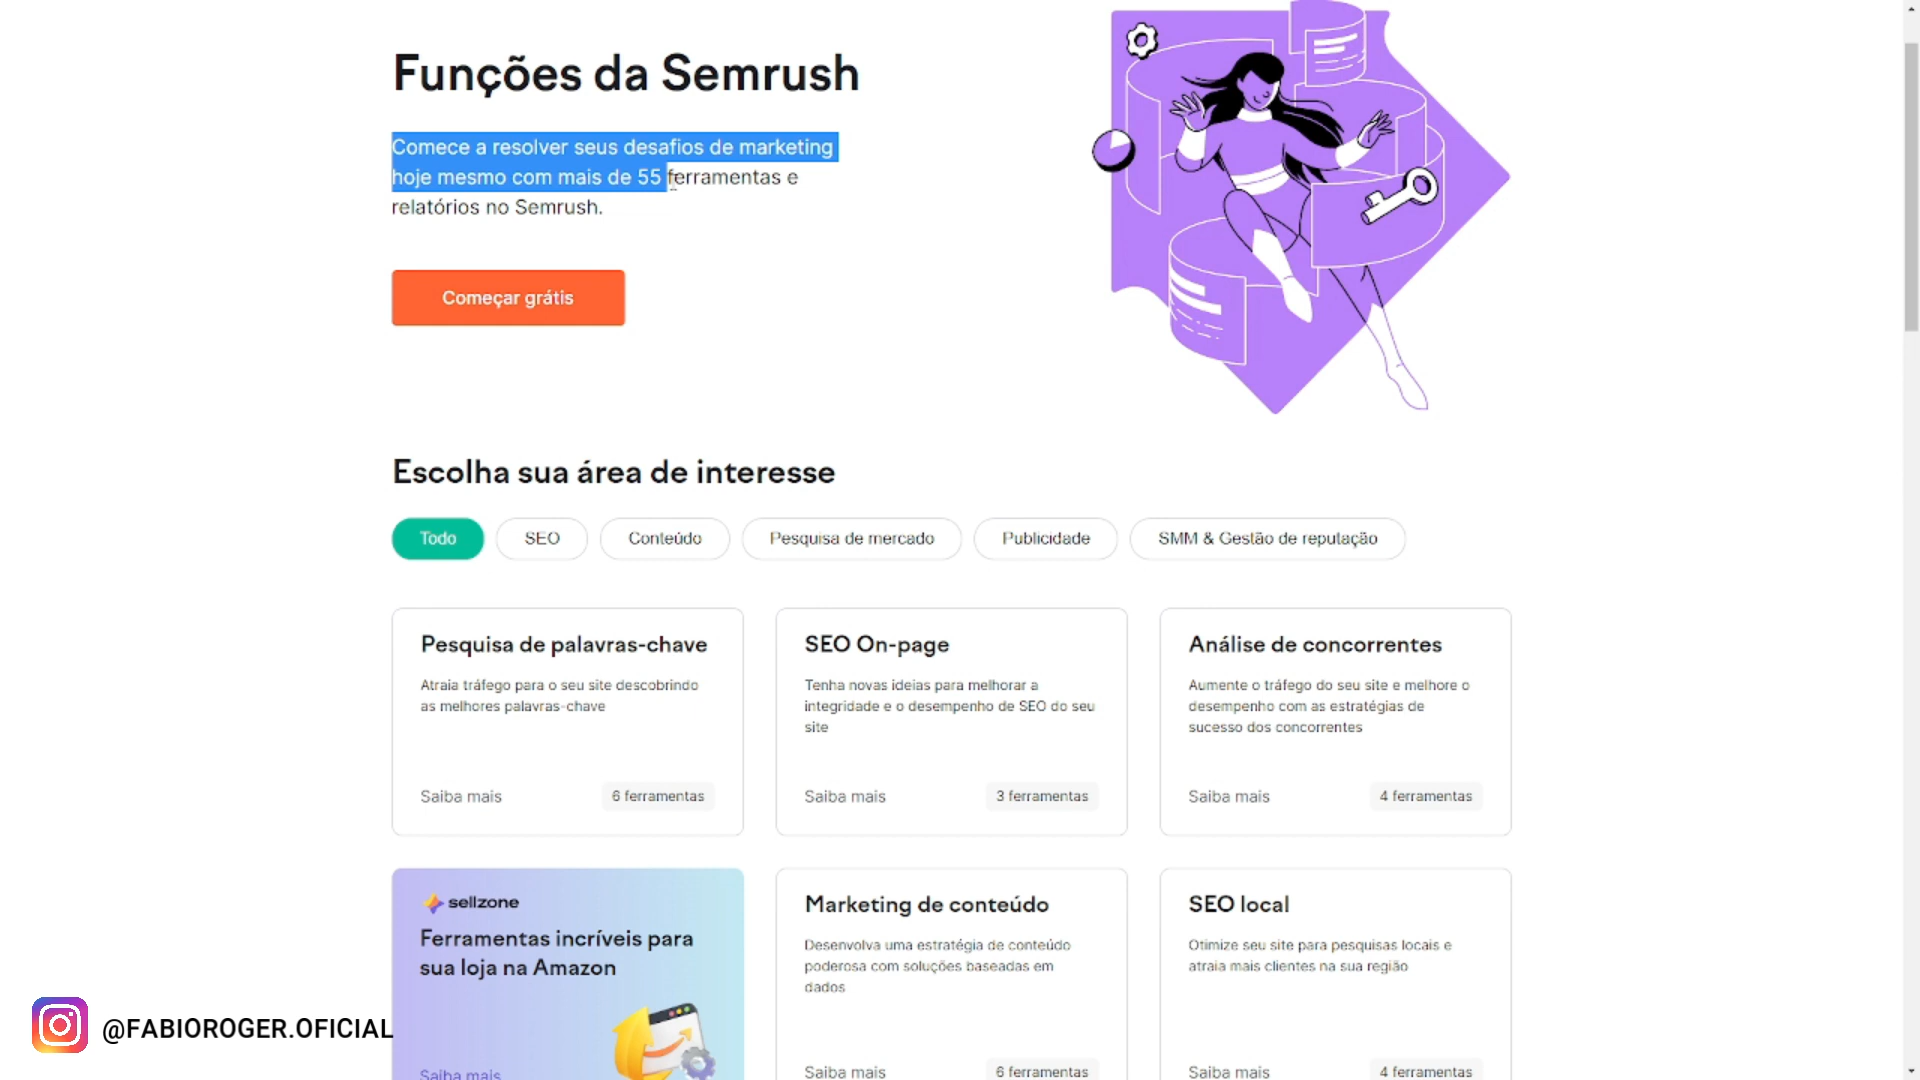 Funções da Semrush
Comece a resolver seus desafios de marketing
hoje mesmo com mais de 55 ferramentas e
relatórios no Semrush.
Começar grátis
Escolha sua área de interesse
Todo
SEO
Conteúdo
Pesquisa de mercado
Publicidade
SMM & Gestão de reputação
Pesquisa de palavras-chave
Atraia tráfego para o seu site descobrindo
as melhores palavras-chave
Saiba mais
6 ferramentas
SEO On-page
Tenha novas ideias para melhorar a
integridade e o desempenho de SEO do seu
site
Saiba mais
3 ferramentas
Análise de concorrentes
Aumente o tráfego do seu site e melhore o
desempenho com as estratégias de
sucesso dos concorrentes
Saiba mais
4 ferramentas
sellzone
Ferramentas incríveis para
sua loja na Amazon
Saiba mais
Marketing de conteúdo
Desenvolva uma estratégia de conteúdo
poderosa com soluções baseadas em
dados
Saiba mais
6 ferramentas
SEO local
Otimize seu site para pesquisas locais e
atraia mais clientes na sua região
Saiba mais
4 ferramentas
@FABIOROGER.OFICIAL